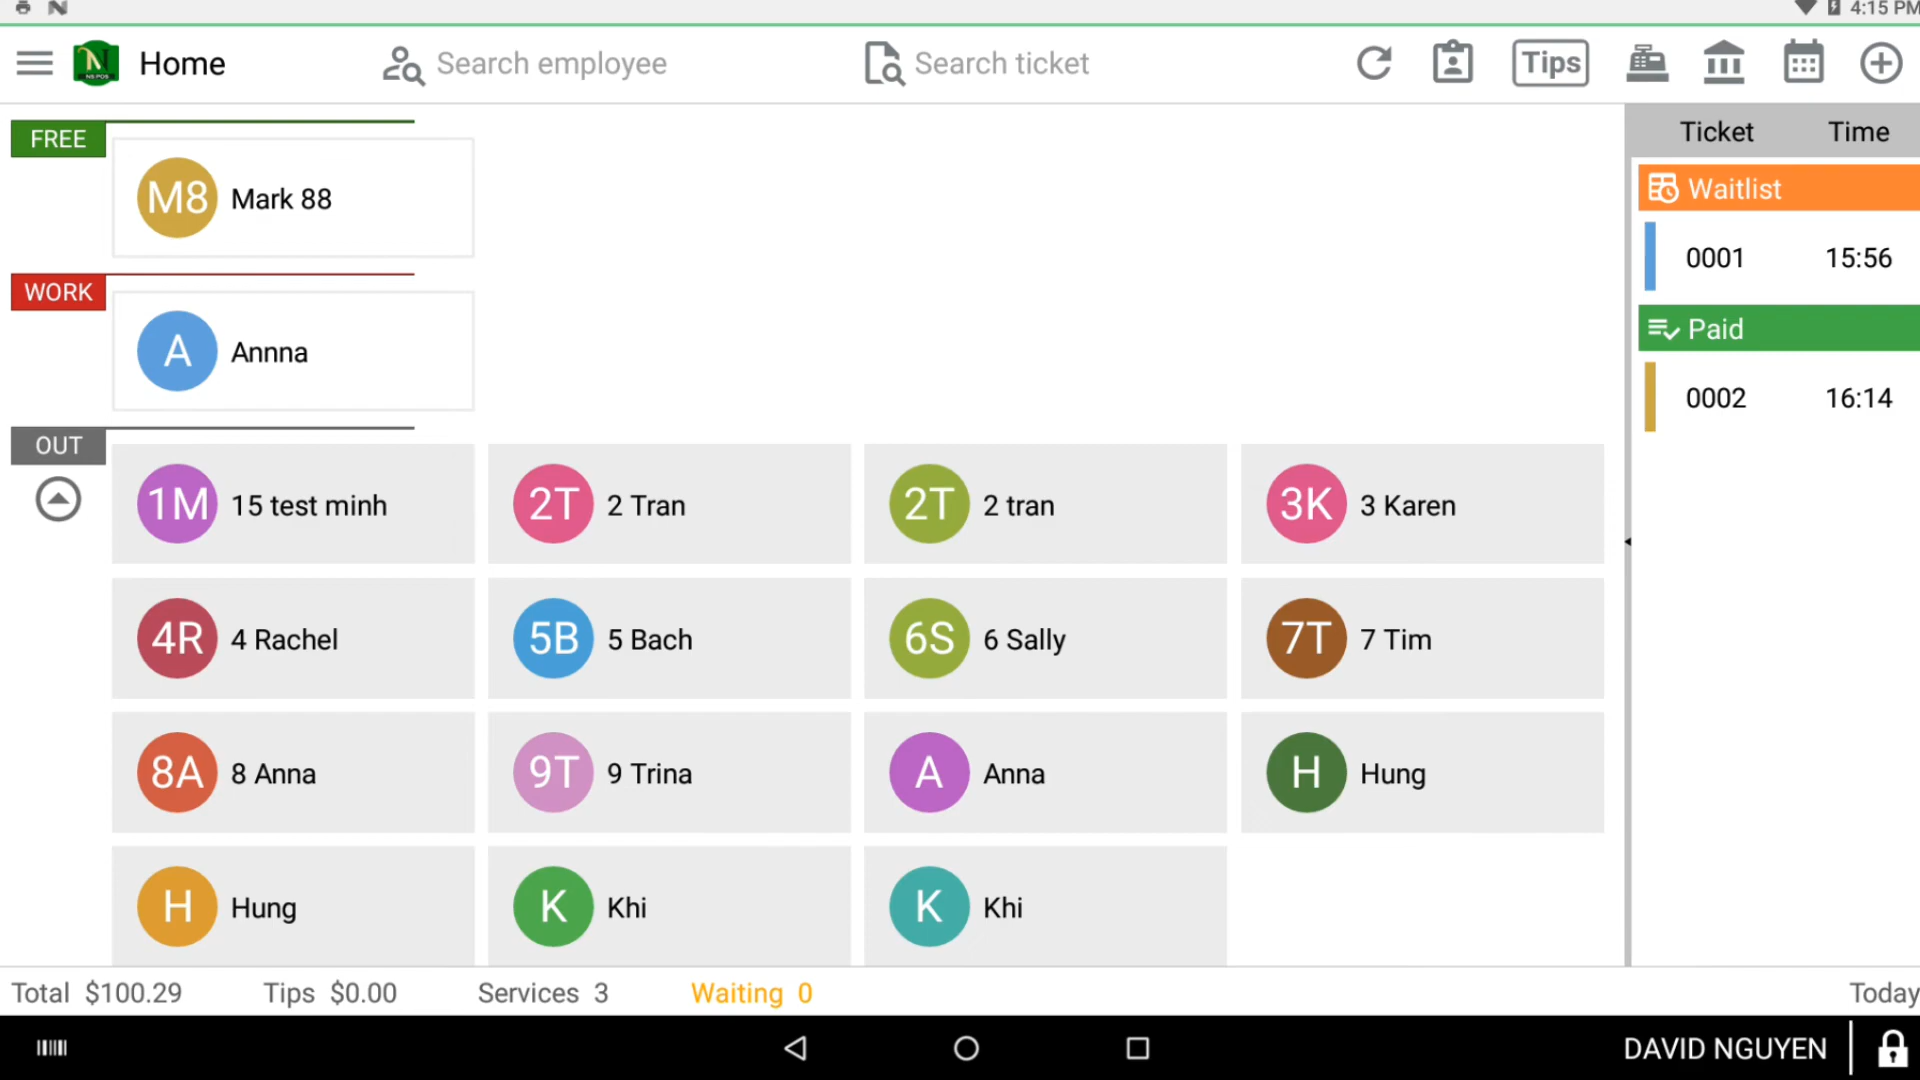 4:15 PM
Home
Search employee
Search ticket
Tips
FREE
M8 Mark 88
WORK
A Annna
OUT
1M 15 test minh
2T 2 Tran
2T 2 tran
3K 3 Karen
4R 4 Rachel
5B 5 Bach
6S 6 Sally
7T 7 Tim
8A 8 Anna
9T 9 Trina
A Anna
H Hung
H Hung
K Khi
K Khi
Ticket Time
Waitlist
0001 15:56
Paid
0002 16:14
Total $100.29 Tips $0.00 Services 3 Waiting 0 Today
DAVID NGUYEN